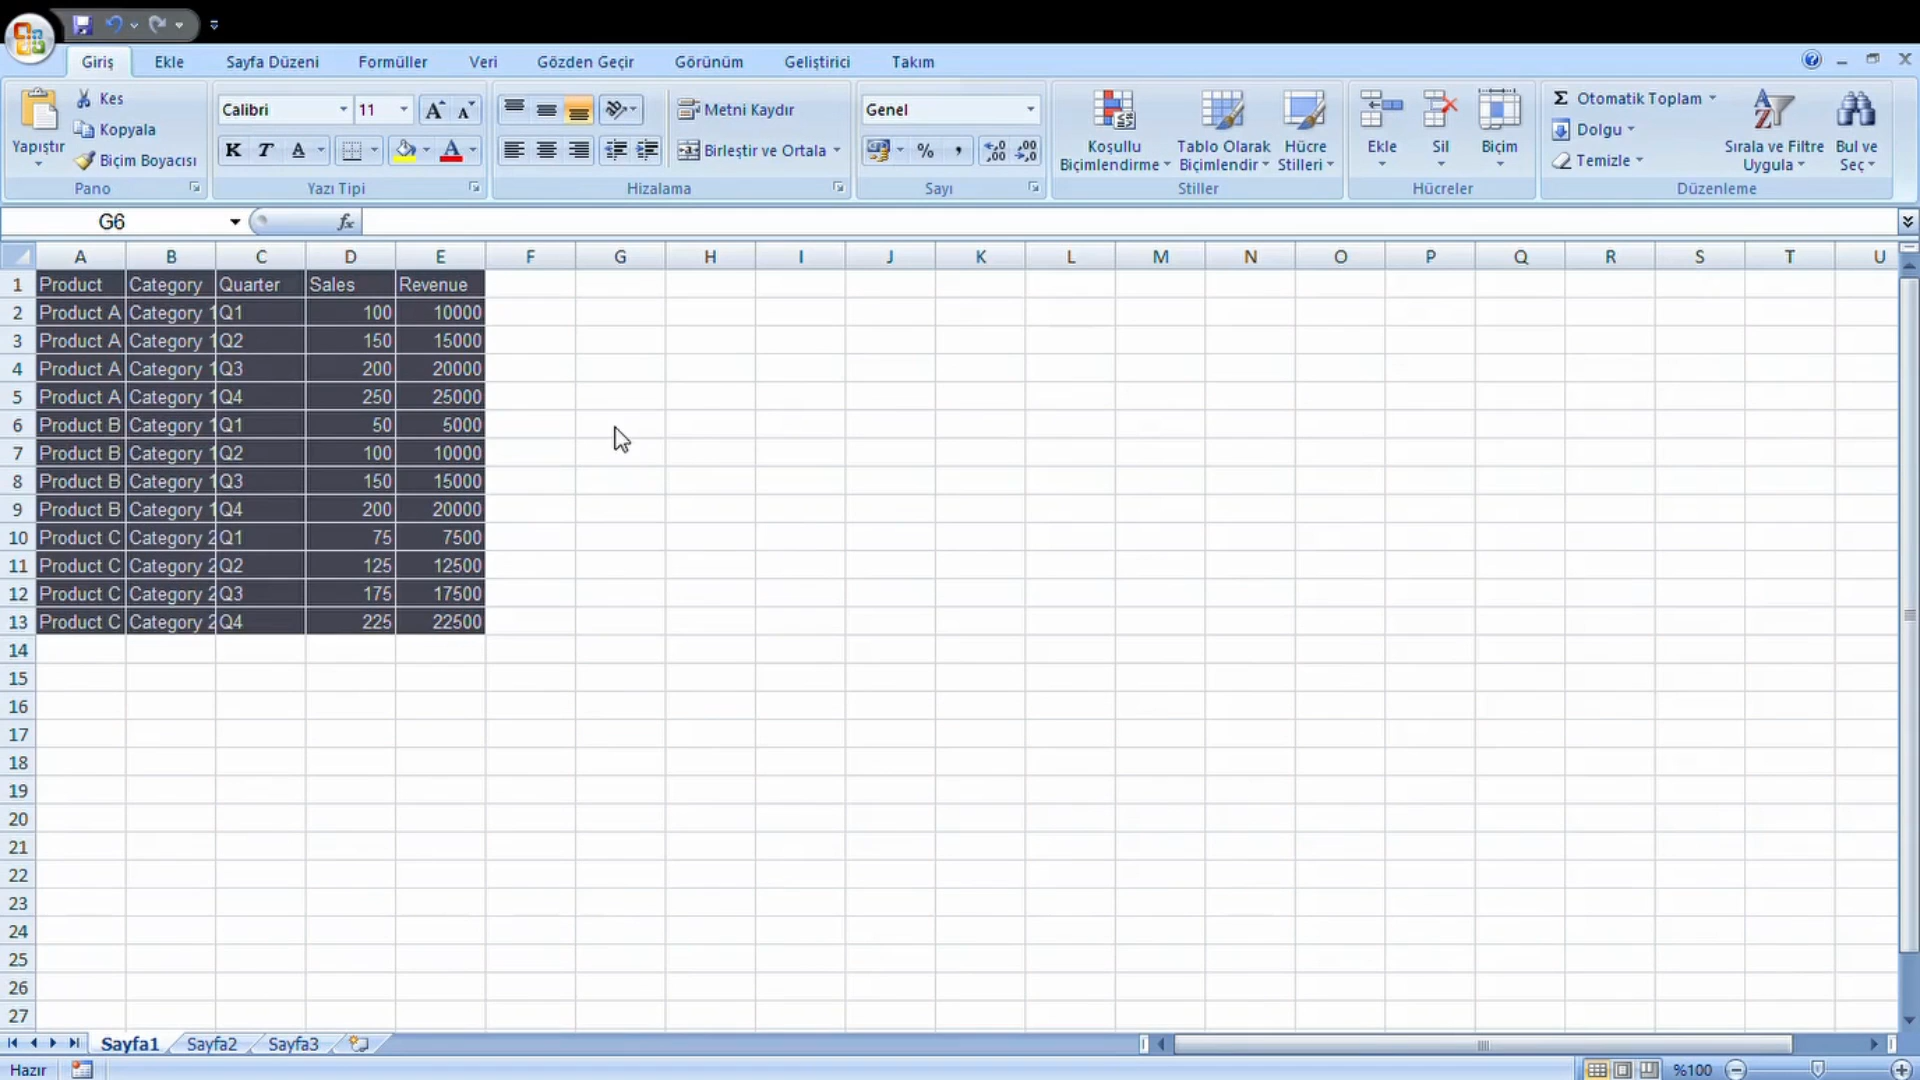 Giriş Ekle Sayfa Düzeni Formüller Veri Gözden Geçir Görünüm Geliştirici Takım
Yapıştır
Kes
Kopyala
Biçim Boyacısı
Pano
Calibri 11
K T A
Yazı Tipi
Metni Kaydır
Birleştir ve Ortala
Hizalama
Genel
% , ,00 ,00
Sayı
Koşullu Biçimlendirme
Tablo Olarak Biçimlendir
Hücre Stilleri
Stiller
Ekle Sil Biçim
Hücreler
Σ Otomatik Toplam
Dolgu
Temizle
Sırala ve Filtre Uygula
Bul ve Seç
Düzenleme
G6 fx
A B C D E F G H I J K L M N O P Q R S T U
1 Product Category Quarter Sales Revenue
2 Product A Category 1 Q1 100 10000
3 Product A Category 1 Q2 150 15000
4 Product A Category 1 Q3 200 20000
5 Product A Category 1 Q4 250 25000
6 Product B Category 1 Q1 50 5000
7 Product B Category 1 Q2 100 10000
8 Product B Category 1 Q3 150 15000
9 Product B Category 1 Q4 200 20000
10 Product C Category 2 Q1 75 7500
11 Product C Category 2 Q2 125 12500
12 Product C Category 2 Q3 175 17500
13 Product C Category 2 Q4 225 22500
14
15
16
17
18
19
20
21
22
23
24
25
26
27
Sayfa1 Sayfa2 Sayfa3
Hazır %100